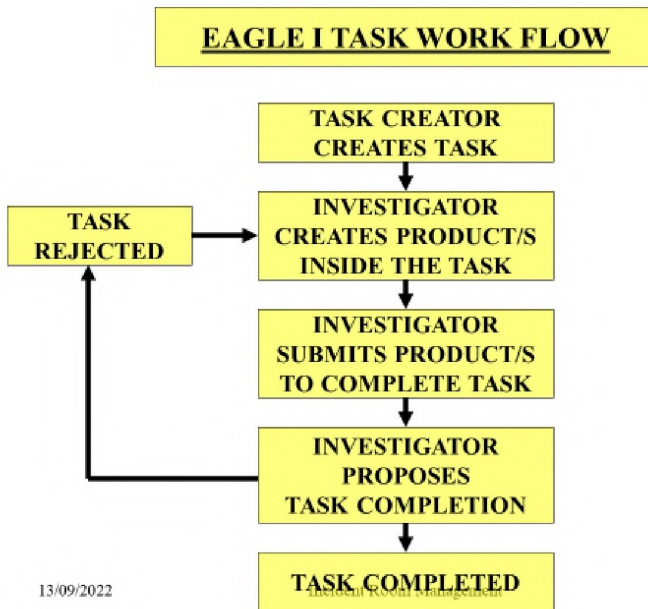 EAGLE I TASK WORK FLOW
TASK CREATOR
CREATES TASK
TASK
REJECTED
INVESTIGATOR
CREATES PRODUCT/S
INSIDE THE TASK
INVESTIGATOR
SUBMITS PRODUCT/S
TO COMPLETE TASK
INVESTIGATOR
PROPOSES
TASK COMPLETION
TASK COMPLETED
13/09/2022
Incident Room Management